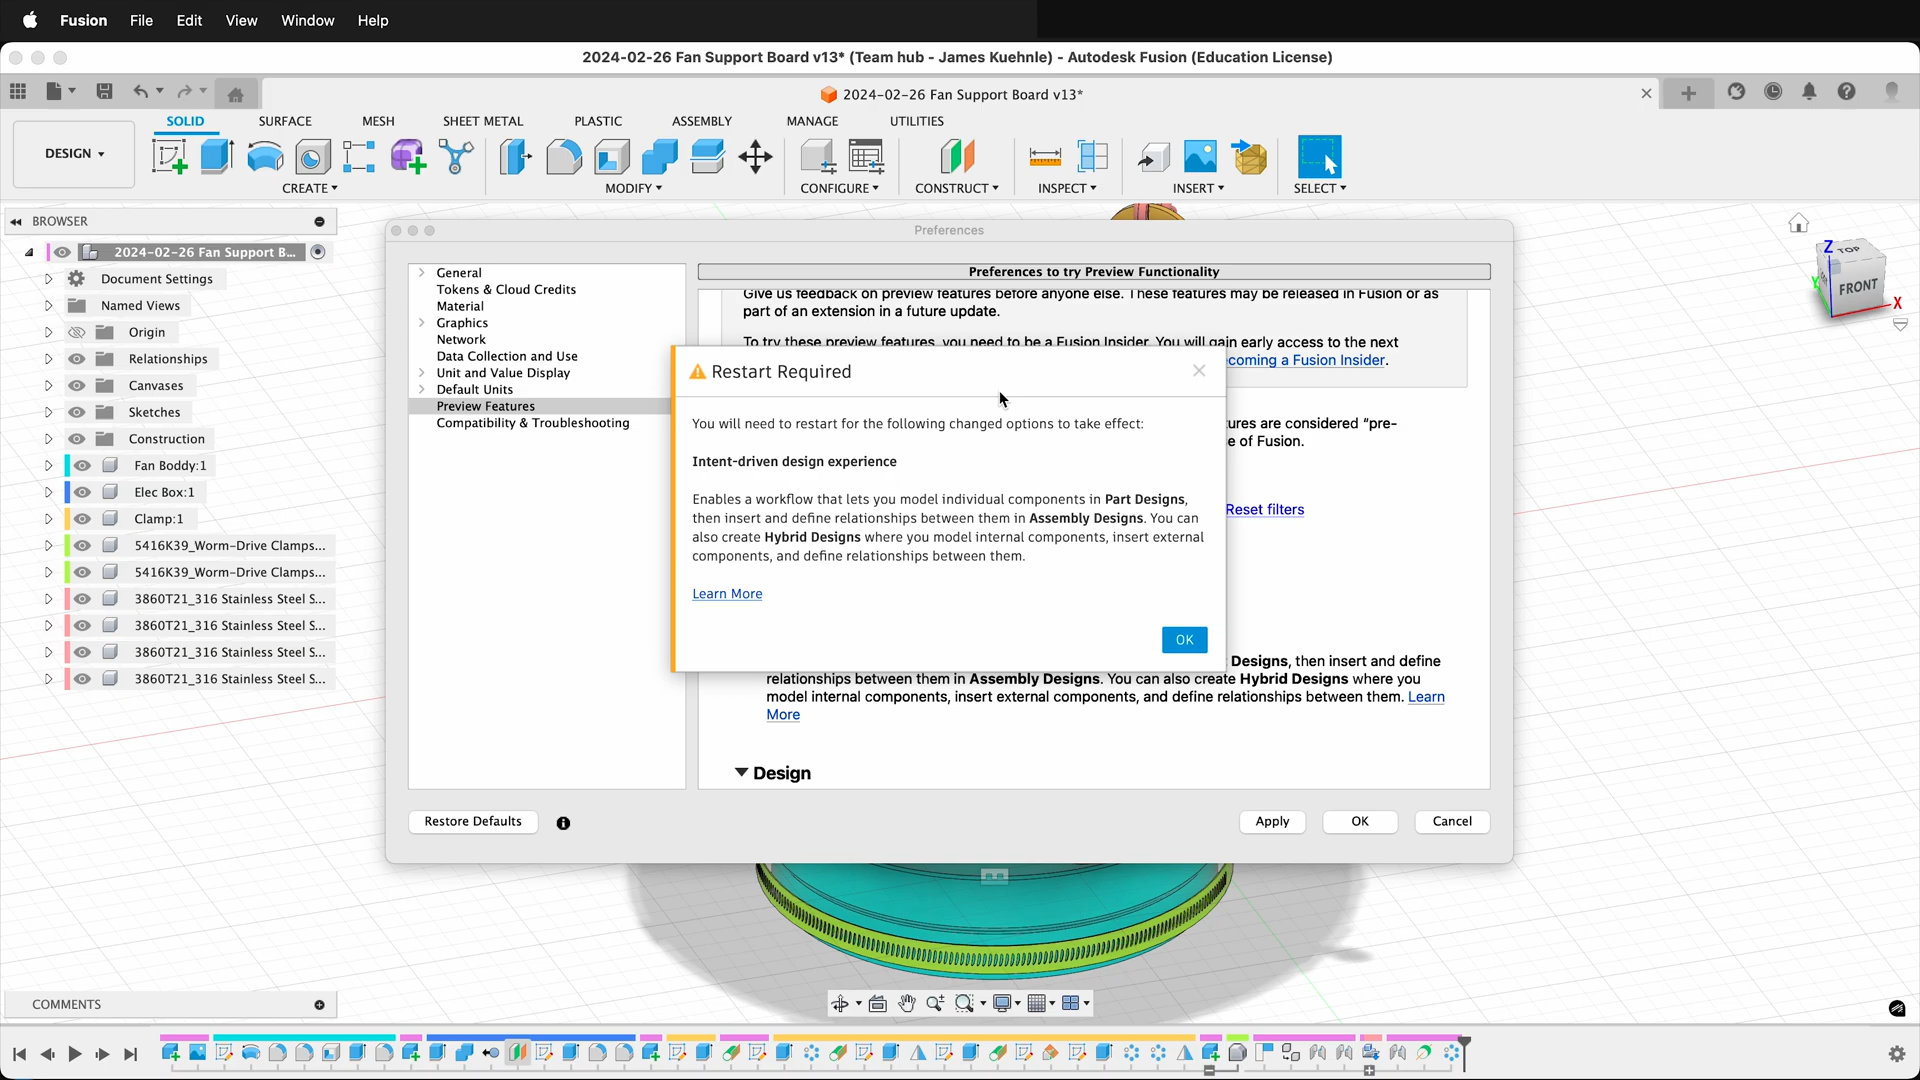 Fusion File Edit View Window Help
2024-02-26 Fan Support Board v13* (Team hub - James Kuehnle) - Autodesk Fusion (Education License)
2024-02-26 Fan Support Board v13*
SOLID SURFACE MESH SHEET METAL PLASTIC ASSEMBLY MANAGE UTILITIES
DESIGN
CREATE MODIFY CONFIGURE CONSTRUCT INSPECT INSERT SELECT
BROWSER
2024-02-26 Fan Support B...
Document Settings
Named Views
Origin
Relationships
Canvases
Sketches
Construction
Fan Boddy:1
Elec Box:1
Clamp:1
5416K39_Worm-Drive Clamps...
5416K39_Worm-Drive Clamps...
3860T21_316 Stainless Steel S...
3860T21_316 Stainless Steel S...
3860T21_316 Stainless Steel S...
3860T21_316 Stainless Steel S...
Preferences
General
Tokens & Cloud Credits
Material
Graphics
Network
Data Collection and Use
Unit and Value Display
Default Units
Preview Features
Compatibility & Troubleshooting
Preferences to try Preview Functionality
Give us feedback on preview features before anyone else. These features may be released in Fusion or as
part of an extension in a future update.
To try these preview features, you need to be a Fusion Insider. You will gain early access to the next
coming a Fusion Insider.
tures are considered "pre-
e of Fusion.
Reset filters
Restart Required
You will need to restart for the following changed options to take effect:
Intent-driven design experience
Enables a workflow that lets you model individual components in Part Designs,
then insert and define relationships between them in Assembly Designs. You can
also create Hybrid Designs where you model internal components, insert external
components, and define relationships between them.
Learn More
OK
Designs, then insert and define
relationships between them in Assembly Designs. You can also create Hybrid Designs where you
model internal components, insert external components, and define relationships between them. Learn
More
Design
Restore Defaults
Apply OK Cancel
TOP
FRONT
Z
Y
X
COMMENTS